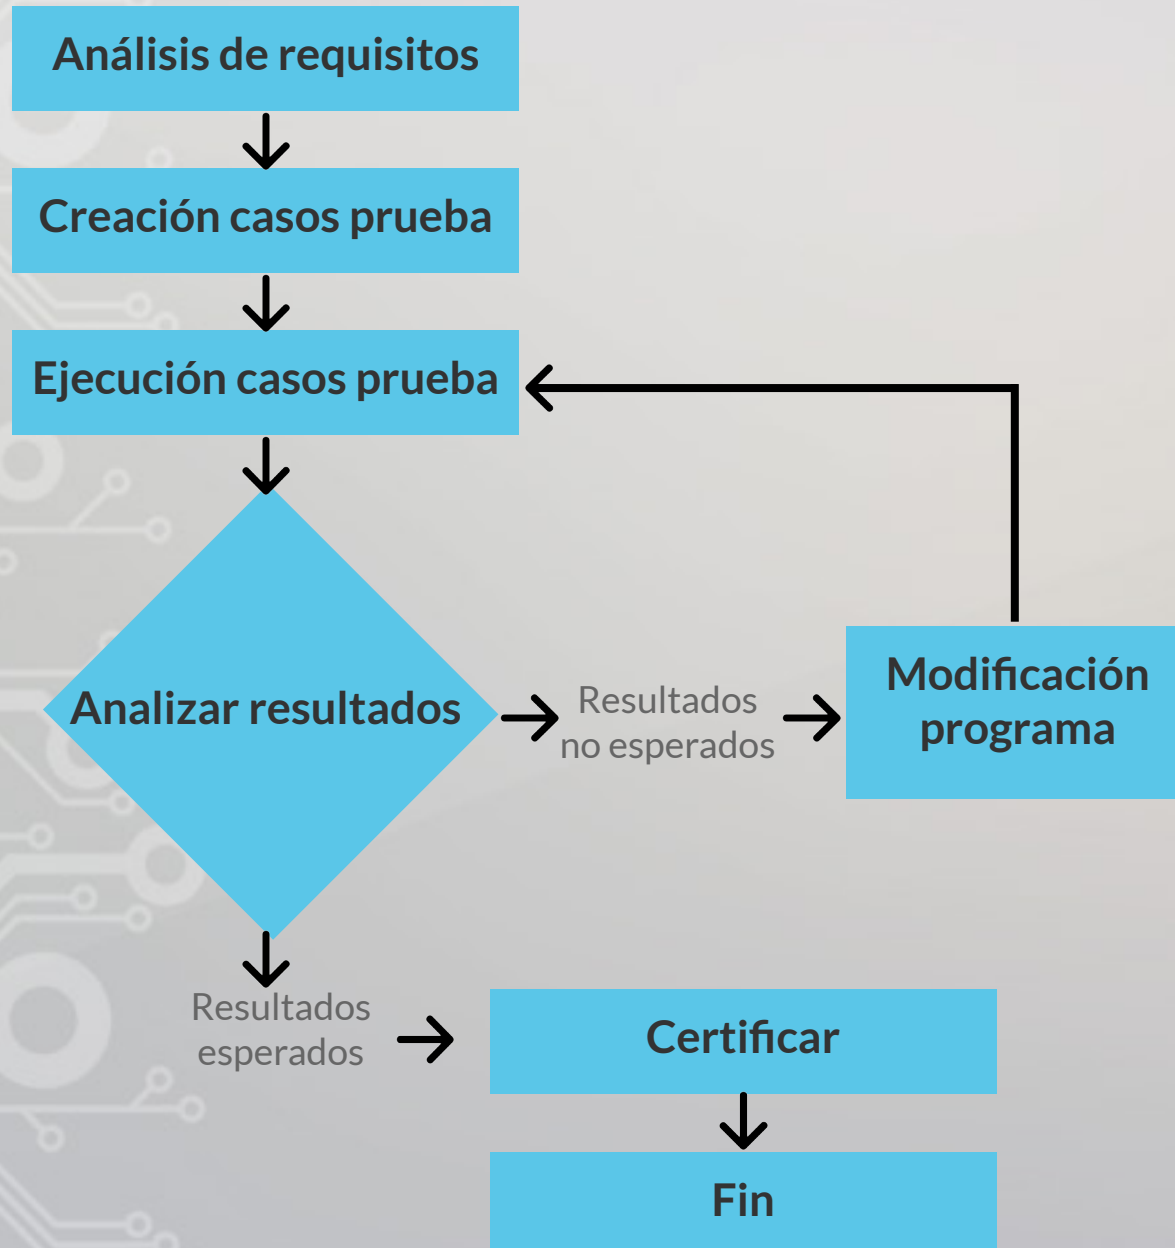 Análisis de requisitos
Creación casos prueba
Ejecución casos prueba
Analizar resultados
Resultados
no esperados
Modificación
programa
Resultados
esperados
Certificar
Fin